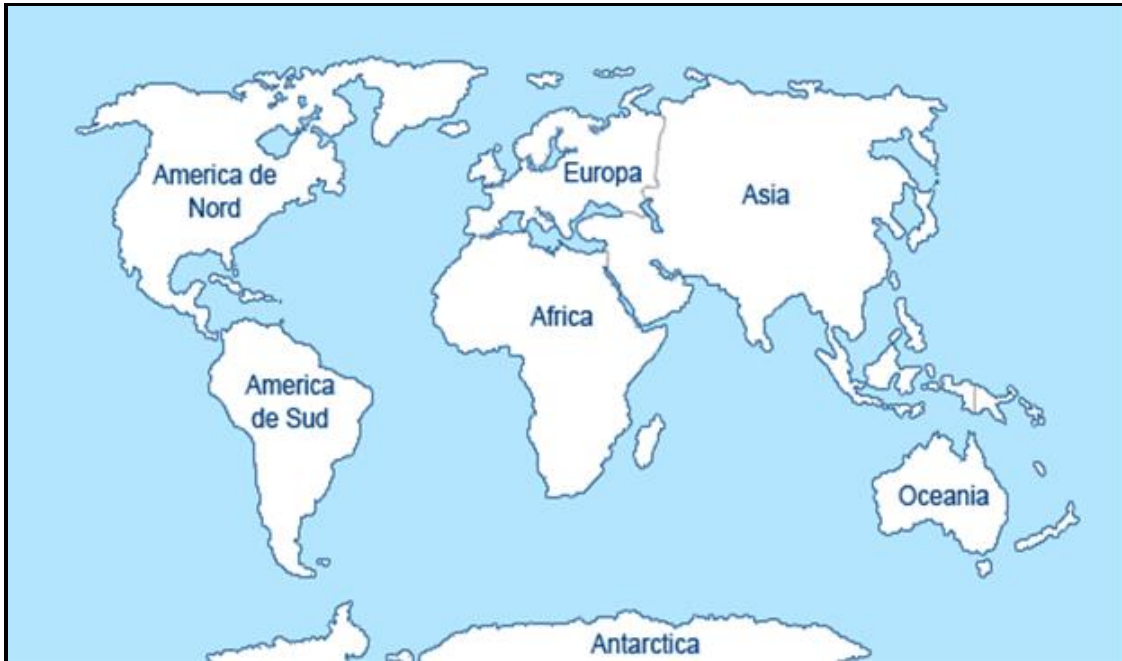 America de
Nord
Europa
Asia
Africa
America
de Sud
Oceania
Antarctica